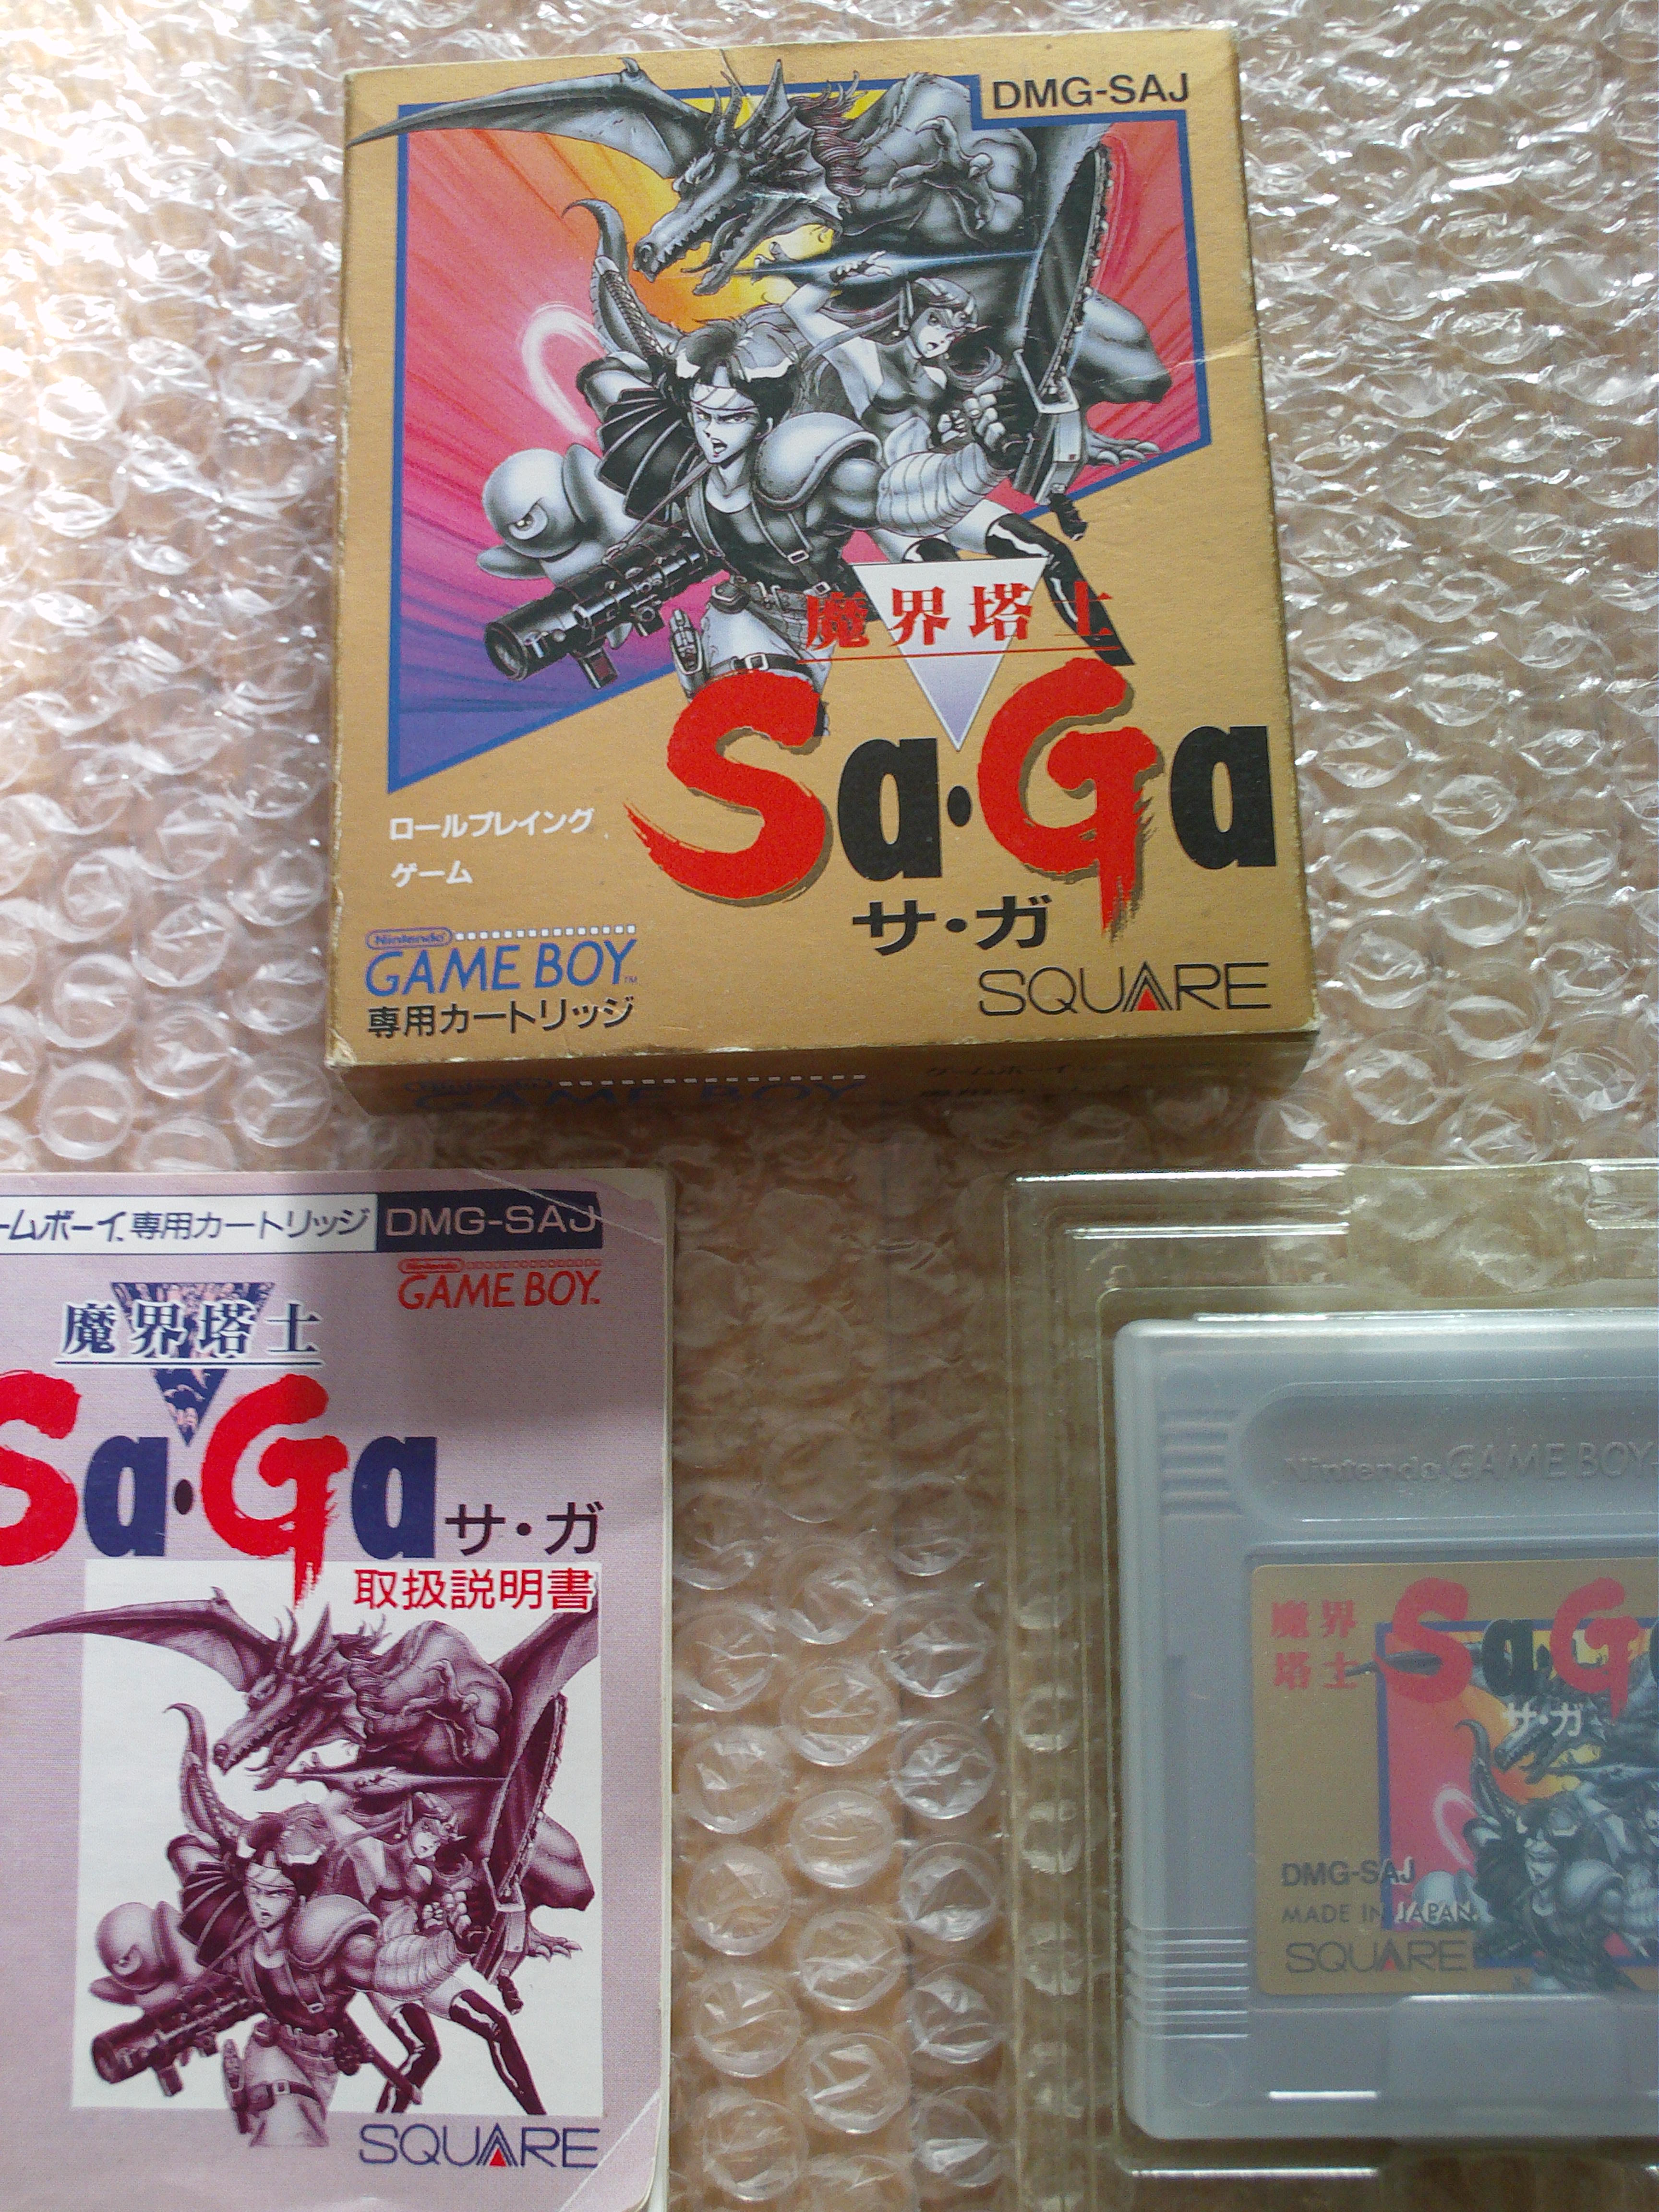 DMG-SAJ
魔界塔士
Sa・Ga
サ・ガ
ロールプレイング
ゲーム
Nintendo
GAME BOY™
専用カートリッジ
SQUARE
Nintendo
GAME BOY
ームボーイ専用カートリッジ
DMG-SAJ
Nintendo
GAME BOY
魔界塔士
Sa・Ga
サ・ガ
取扱説明書
SQUARE
Nintendo GAME BOY
魔界
塔士
Sa・Ga
サ・ガ
DMG-SAJ
MADE IN JAPAN
SQUARE